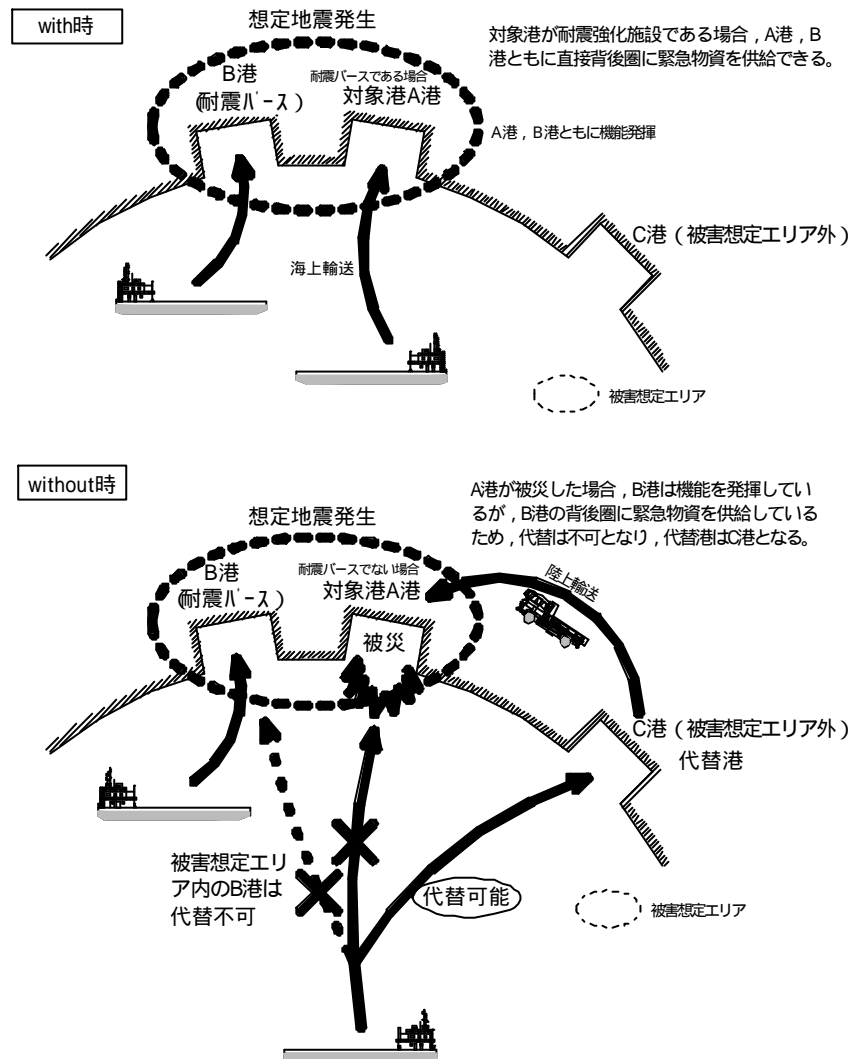 with時
想定地震発生
対象港が耐震強化施設である場合，A港，B
港ともに直接背後圏に緊急物資を供給できる。
B港
(耐震バース）
耐震バースである場合
対象港A港
A港，B港ともに機能発揮
C港（被害想定エリア外）
海上輸送
被害想定エリア
without時
A港が被災した場合，B港は機能を発揮してい
るが，B港の背後圏に緊急物資を供給している
ため，代替は不可となり，代替港はC港となる。
想定地震発生
B港
(耐震バース）
耐震バースでない場合
対象港A港
陸上輸送
被災
C港（被害想定エリア外）
代替港
被害想定エリ
ア内のB港は
代替不可
代替可能
被害想定エリア